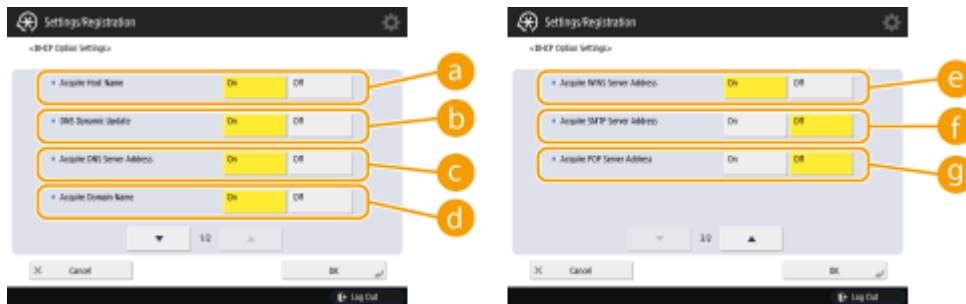 Settings/Registration
<DHCP Option Settings>
Acquire Host Name On Off
a
DNS Dynamic Update On Off
b
Acquire DNS Server Address On Off
c
Acquire Domain Name On Off
d
1/2
Cancel OK
Log Out
Settings/Registration
<DHCP Option Settings>
Acquire WINS Server Address On Off
e
Acquire SMTP Server Address On Off
f
Acquire POP Server Address On Off
g
2/2
Cancel OK
Log Out